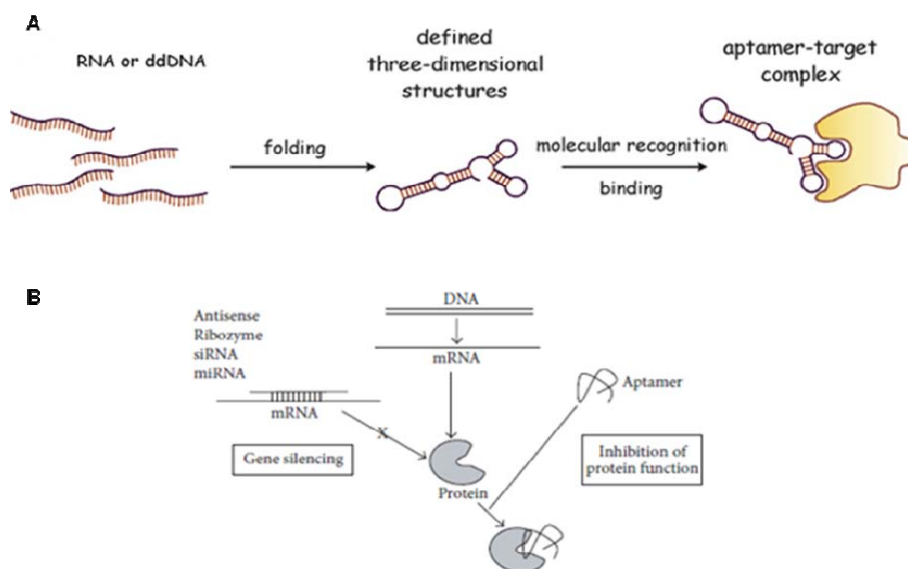 A
RNA or ddDNA
folding
defined
three-dimensional
structures
molecular recognition
binding
aptamer-target
complex
B
Antisense
Ribozyme
siRNA
miRNA
mRNA
Gene silencing
DNA
mRNA
X
Protein
Aptamer
Inhibition of
protein function